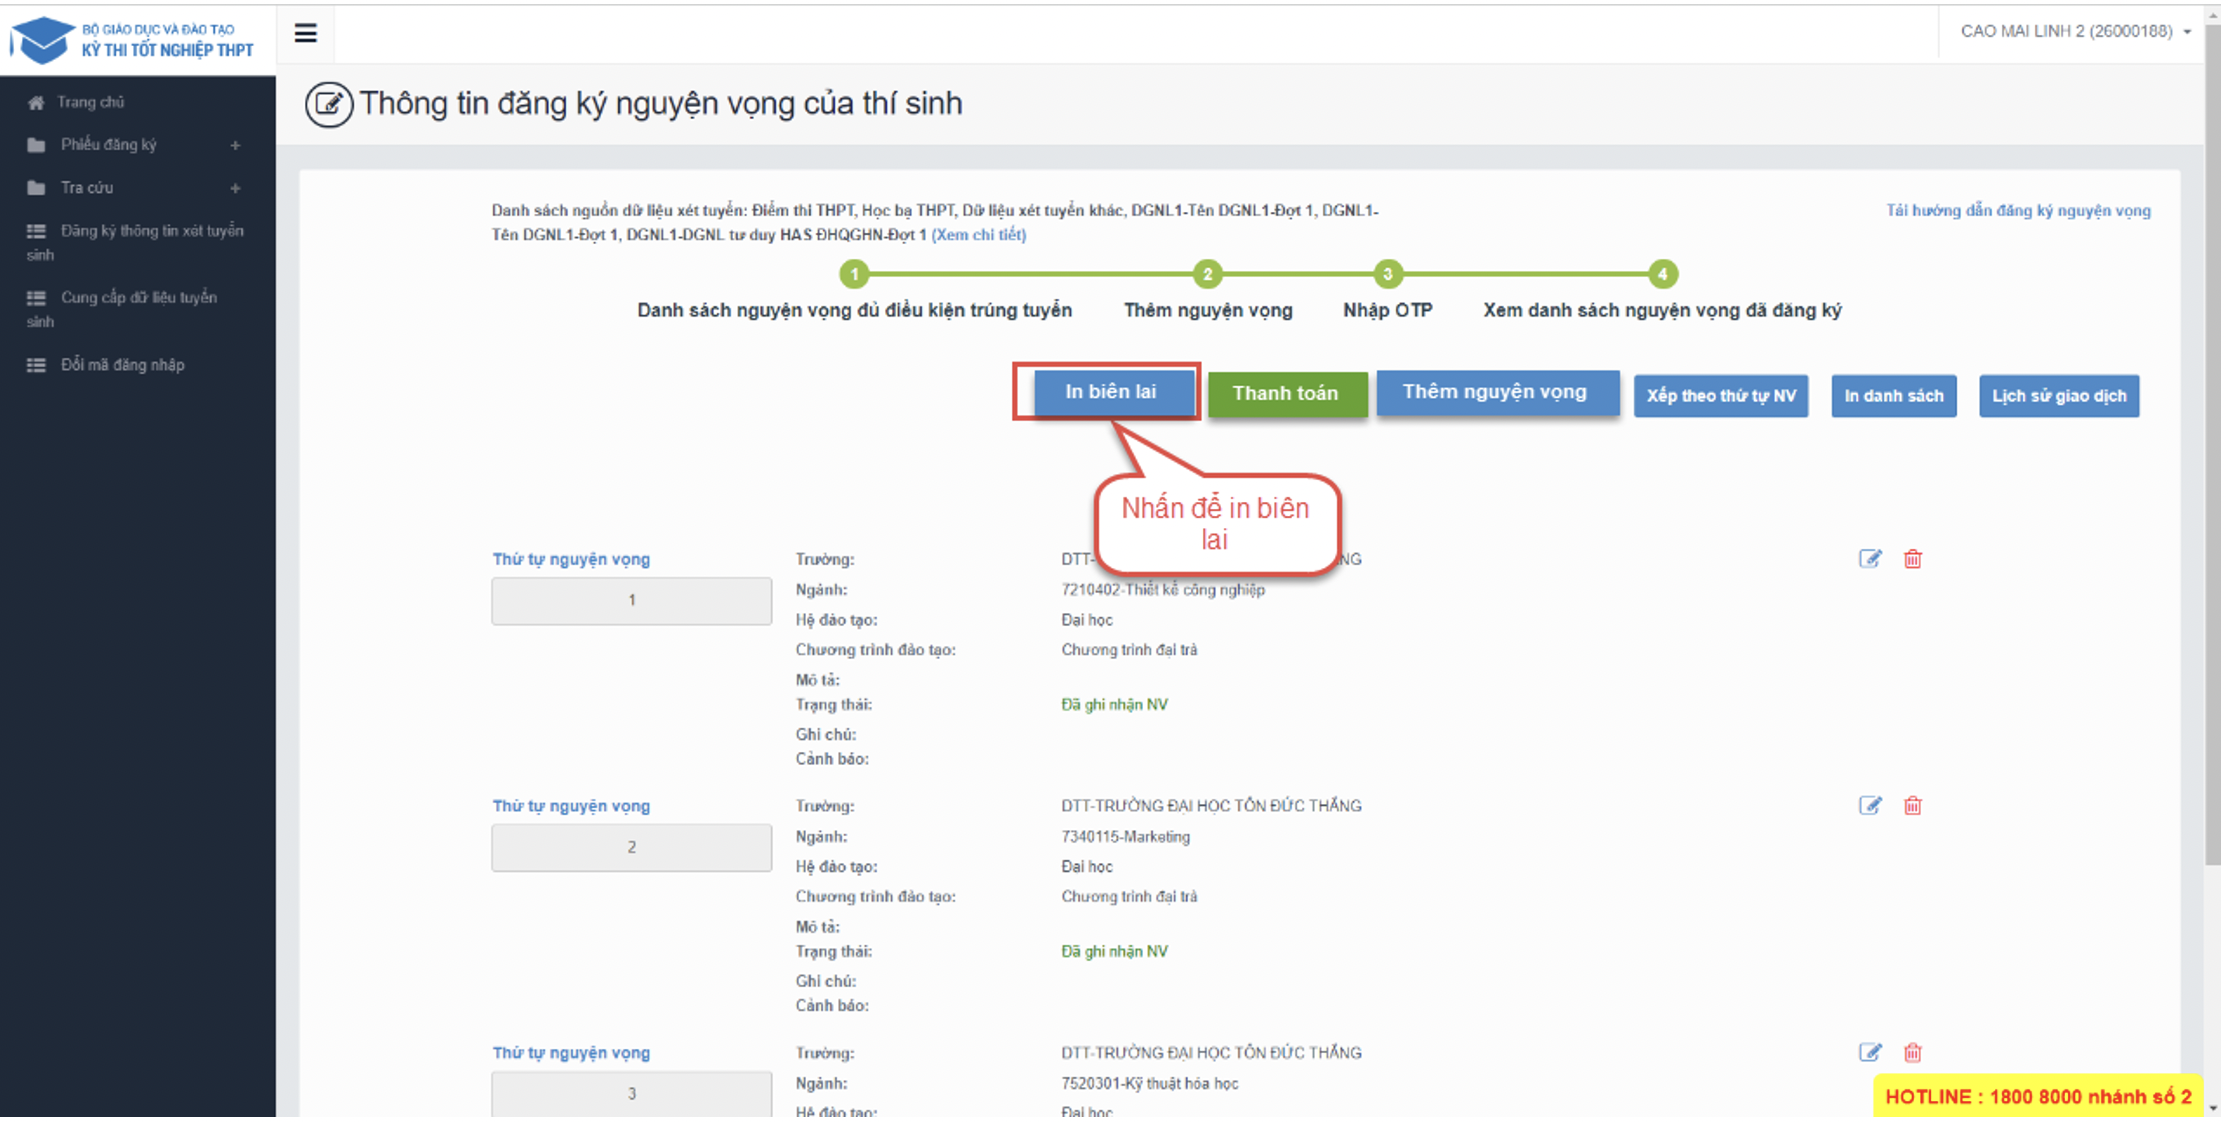 BỘ GIÁO DỤC VÀ ĐÀO TẠO
KỲ THI TỐT NGHIỆP THPT
CAO MAI LINH 2 (26000188)
Trang chủ
Phiếu đăng ký +
Tra cứu +
Đăng ký thông tin xét tuyển
sinh
Cung cấp dữ liệu tuyển
sinh
Đổi mã đăng nhập
Thông tin đăng ký nguyện vọng của thí sinh
Danh sách nguồn dữ liệu xét tuyển: Điểm thi THPT, Học bạ THPT, Dữ liệu xét tuyển khác, DGNL1-Tên DGNL1-Đợt 1, DGNL1-
Tên DGNL1-Đợt 1, DGNL1-DGNL tư duy HAS ĐHQGHN-Đợt 1 (Xem chi tiết)
Tải hướng dẫn đăng ký nguyện vọng
1 2 3 4
Danh sách nguyện vọng đủ điều kiện trúng tuyển Thêm nguyện vọng Nhập OTP Xem danh sách nguyện vọng đã đăng ký
In biên lai Thanh toán Thêm nguyện vọng Xếp theo thứ tự NV In danh sách Lịch sử giao dịch
Nhấn để in biên
lai
Thứ tự nguyện vọng Trường: DTT- NG
1 Ngành: 7210402-Thiết kế công nghiệp
Hệ đào tạo: Đại học
Chương trình đào tạo: Chương trình đại trà
Mô tả:
Trạng thái: Đã ghi nhận NV
Ghi chú:
Cảnh báo:
Thứ tự nguyện vọng Trường: DTT-TRƯỜNG ĐẠI HỌC TÔN ĐỨC THẮNG
2 Ngành: 7340115-Marketing
Hệ đào tạo: Đại học
Chương trình đào tạo: Chương trình đại trà
Mô tả:
Trạng thái: Đã ghi nhận NV
Ghi chú:
Cảnh báo:
Thứ tự nguyện vọng Trường: DTT-TRƯỜNG ĐẠI HỌC TÔN ĐỨC THẮNG
3 Ngành: 7520301-Kỹ thuật hóa học
Hệ đào tạo: Đại học
HOTLINE : 1800 8000 nhánh số 2